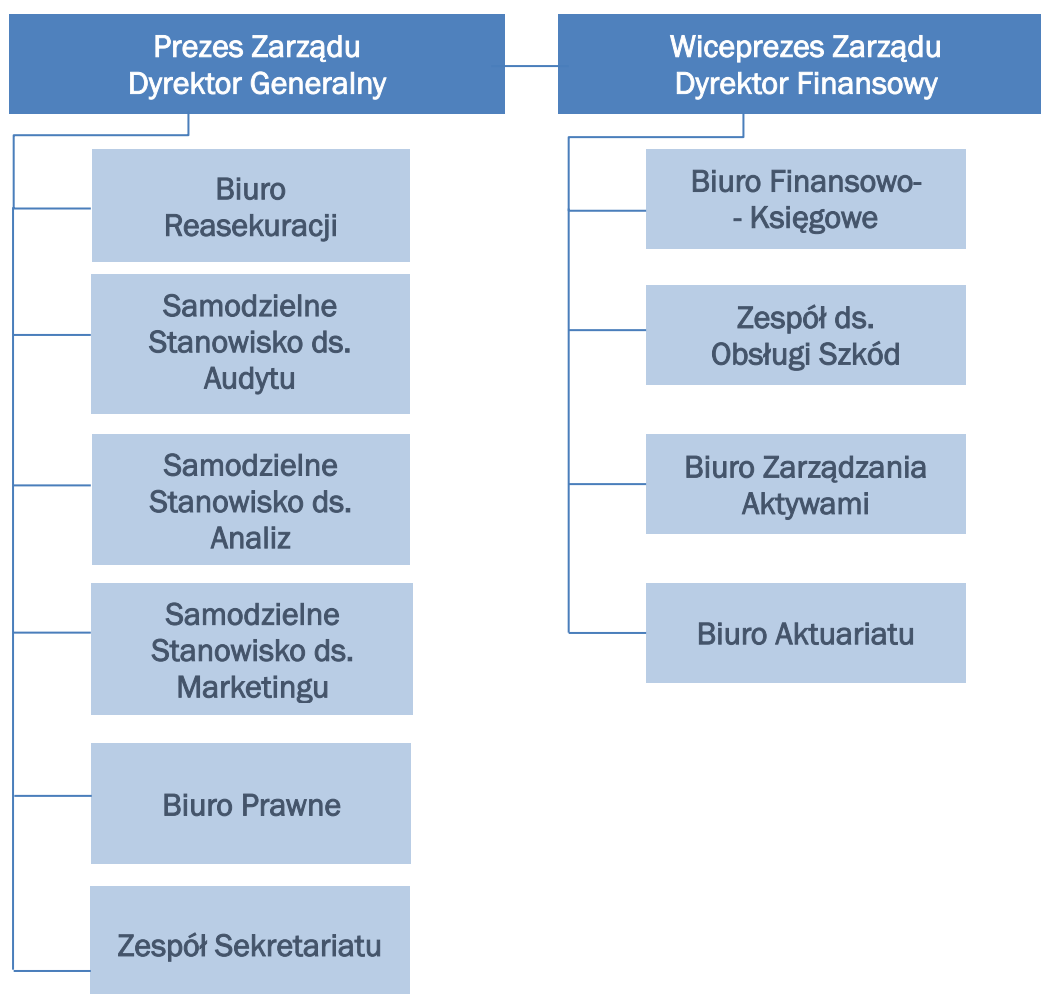 Prezes Zarządu
Dyrektor Generalny
Biuro
Reasekuracji
Samodzielne
Stanowisko ds.
Audytu
Samodzielne
Stanowisko ds.
Analiz
Samodzielne
Stanowisko ds.
Marketingu
Biuro Prawne
Zespół Sekretariatu
Wiceprezes Zarządu
Dyrektor Finansowy
Biuro Finansowo-
- Księgowe
Zespół ds.
Obsługi Szkód
Biuro Zarządzania
Aktywami
Biuro Aktuariatu